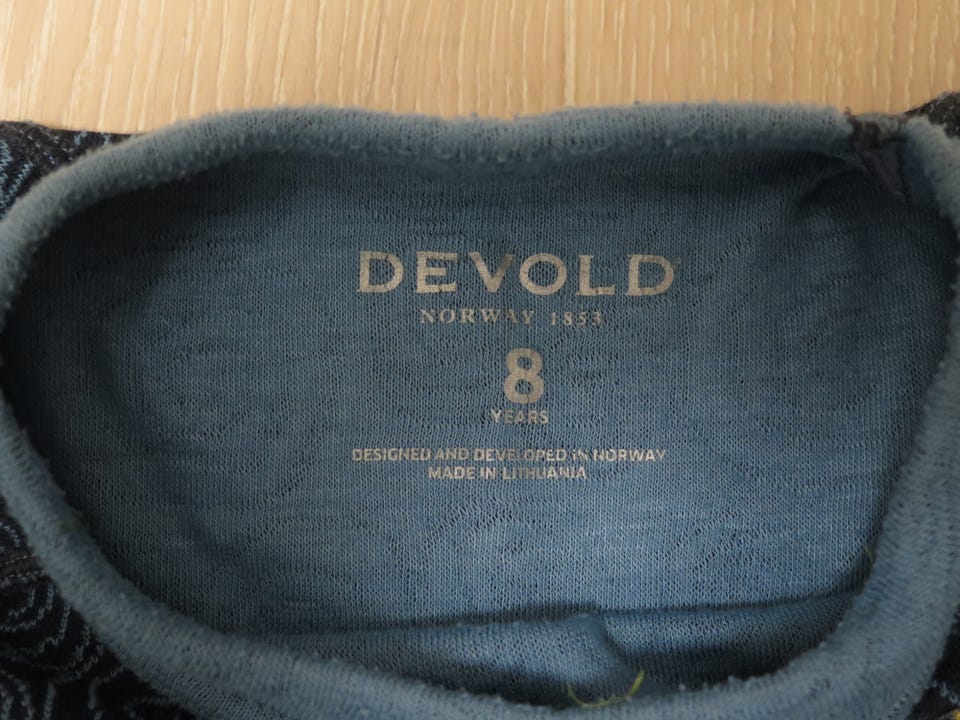 DEVOLD
NORWAY 1853
8
YEARS
DESIGNED AND DEVELOPED IN NORWAY
MADE IN LITHUANIA